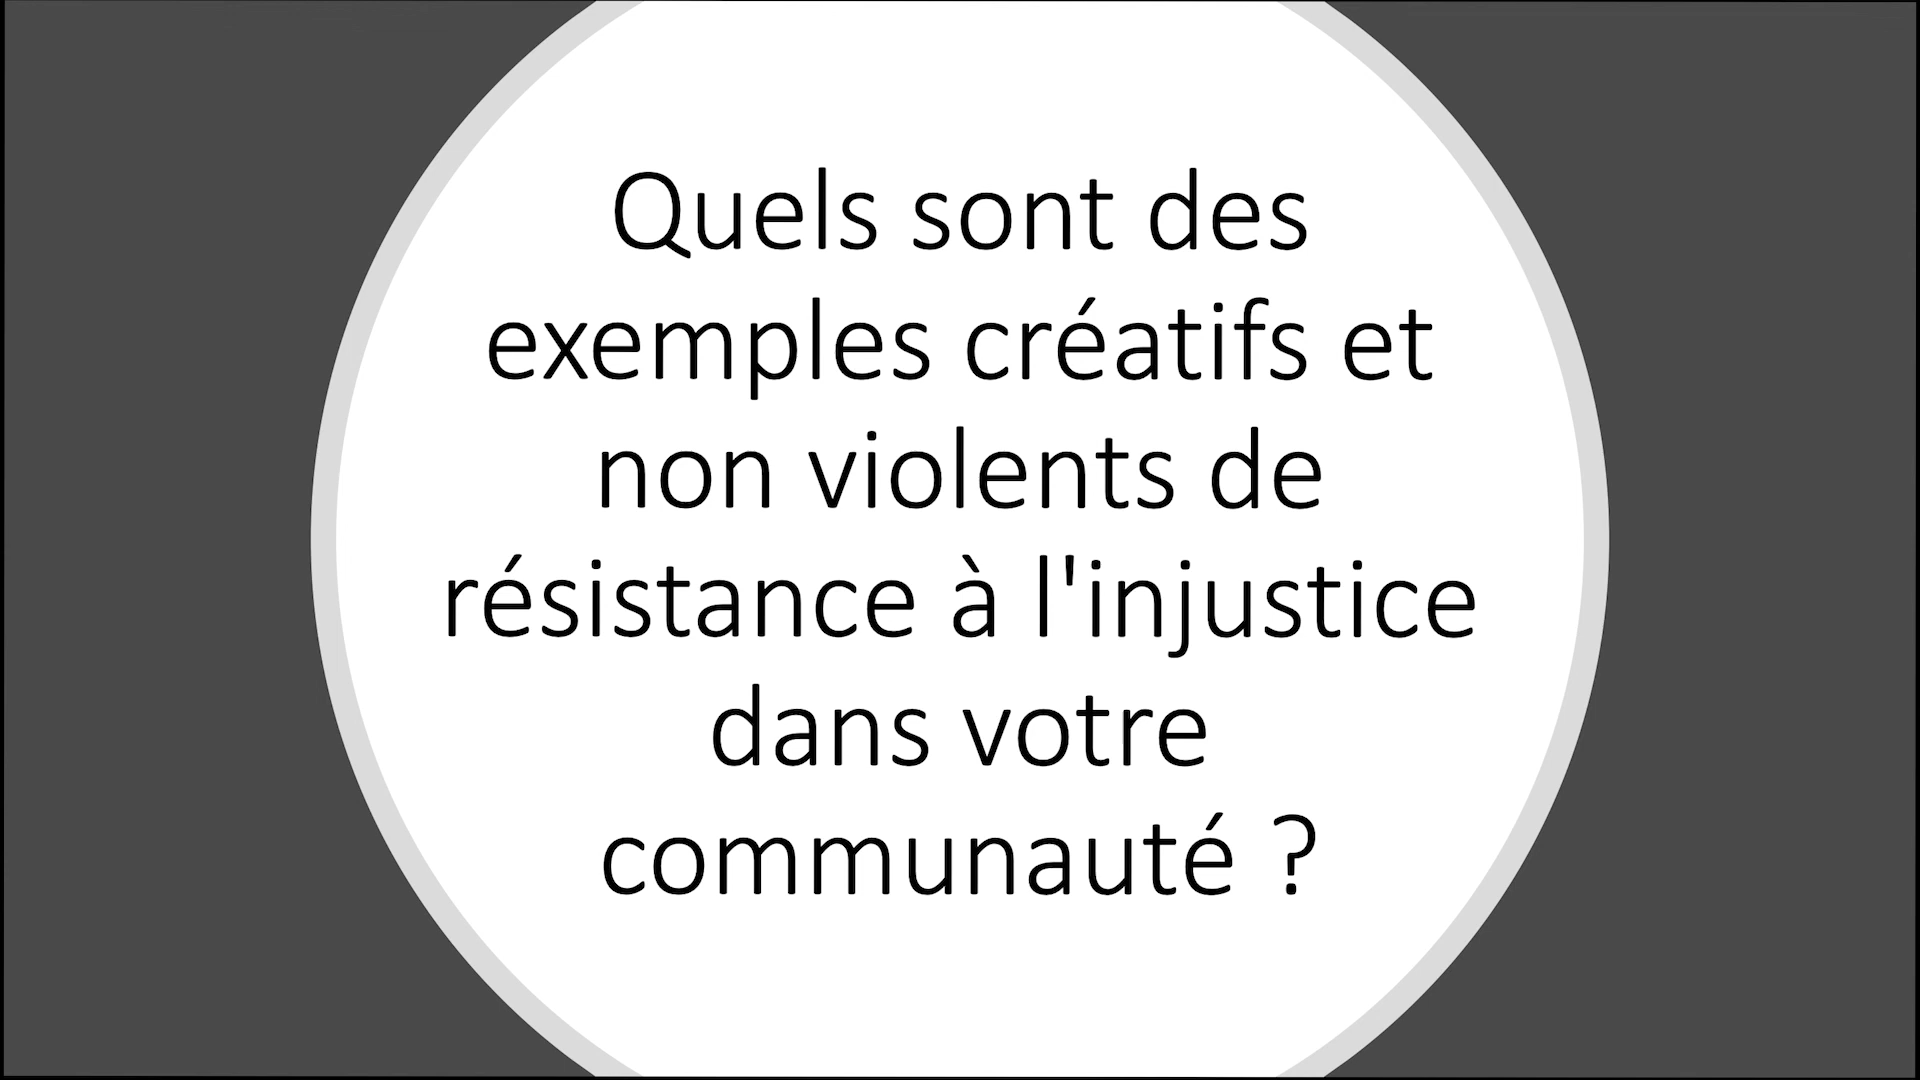 Quels sont des
exemples créatifs et
non violents de
résistance à l'injustice
dans votre
communauté ?